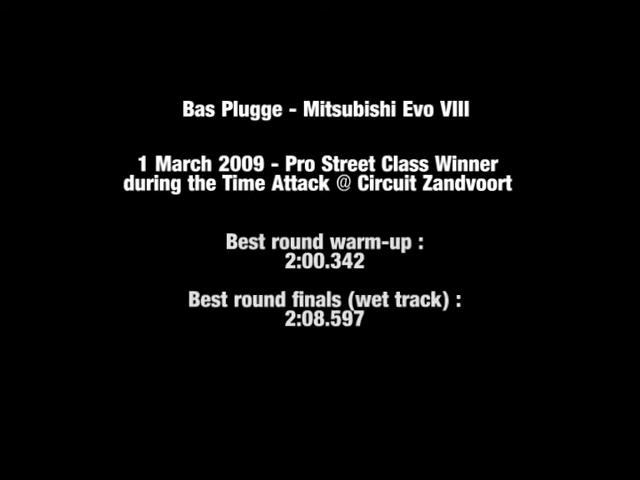 Bas Plugge - Mitsubishi Evo VIII
1 March 2009 - Pro Street Class Winner
during the Time Attack @ Circuit Zandvoort
Best round warm-up :
2:00.342
Best round finals (wet track) :
2:08.597